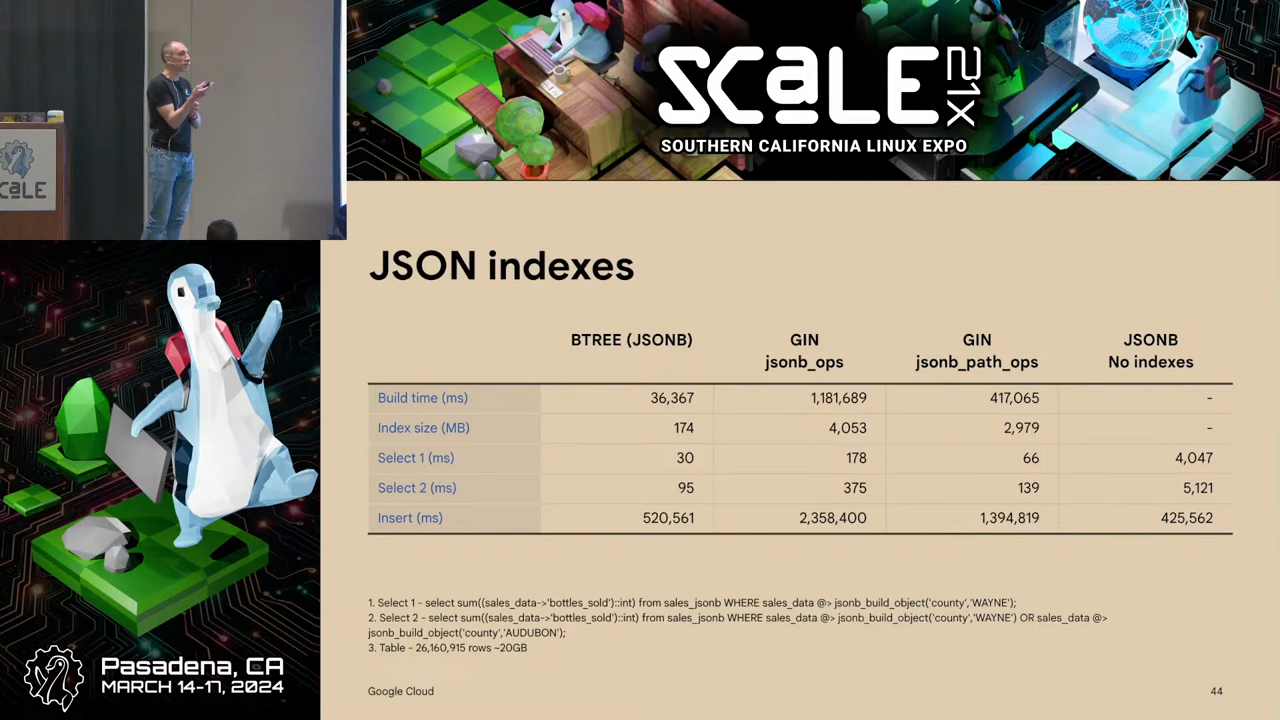 SCALE
21X
SOUTHERN CALIFORNIA LINUX EXPO
SCALE
JSON indexes
BTREE (JSONB) GIN jsonb_ops GIN jsonb_path_ops JSONB No indexes
Build time (ms) 36,367 1,181,689 417,065 -
Index size (MB) 174 4,053 2,979 -
Select 1 (ms) 30 178 66 4,047
Select 2 (ms) 95 375 139 5,121
Insert (ms) 520,561 2,358,400 1,394,819 425,562
1. Select 1 - select sum((sales_data->'bottles_sold')::int) from sales_jsonb WHERE sales_data @> jsonb_build_object('county','WAYNE');
2. Select 2 - select sum((sales_data->'bottles_sold')::int) from sales_jsonb WHERE sales_data @> jsonb_build_object('county','WAYNE') OR sales_data @>
jsonb_build_object('county','AUDUBON');
3. Table - 26,160,915 rows ~20GB
Google Cloud 44
Pasadena, CA
MARCH 14-17, 2024